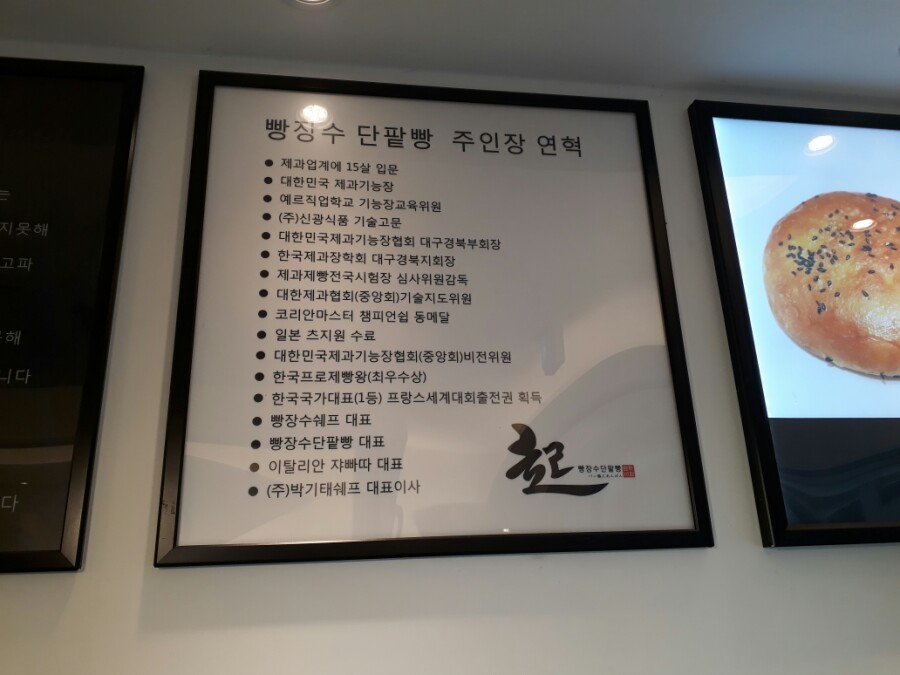 빵장수 단팥빵 주인장 연혁
● 제과업계에 15살 입문
● 대한민국 제과기능장
● 예르직업학교 기능장교육위원
● (주)신광식품 기술고문
● 대한민국제과기능장협회 대구경북부회장
● 한국제과장학회 대구경북지회장
● 제과제빵전국시험장 심사위원감독
● 대한제과협회(중앙회)기술지도위원
● 코리안마스터 챔피언쉽 동메달
● 일본 츠지원 수료
● 대한민국제과기능장협회(중앙회)비전위원
● 한국프로제빵왕(최우수상)
● 한국국가대표(1등) 프랑스세계대회출전권 획득
● 빵장수쉐프 대표
● 빵장수단팥빵 대표
● 이탈리안 쟈빠따 대표
● (주)박기태쉐프 대표이사
빵장수단팥빵
는
지못해
고파
해
니다
다